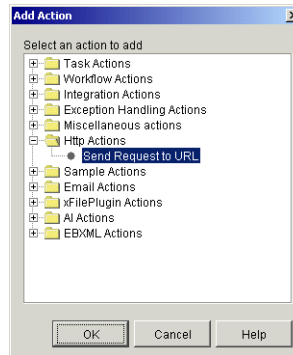 Add Action
Select an action to add
Task Actions
Workflow Actions
Integration Actions
Exception Handling Actions
Miscellaneous actions
Http Actions
Send Request to URL
Sample Actions
Email Actions
xFilePlugin Actions
AI Actions
EBXML Actions
OK Cancel Help